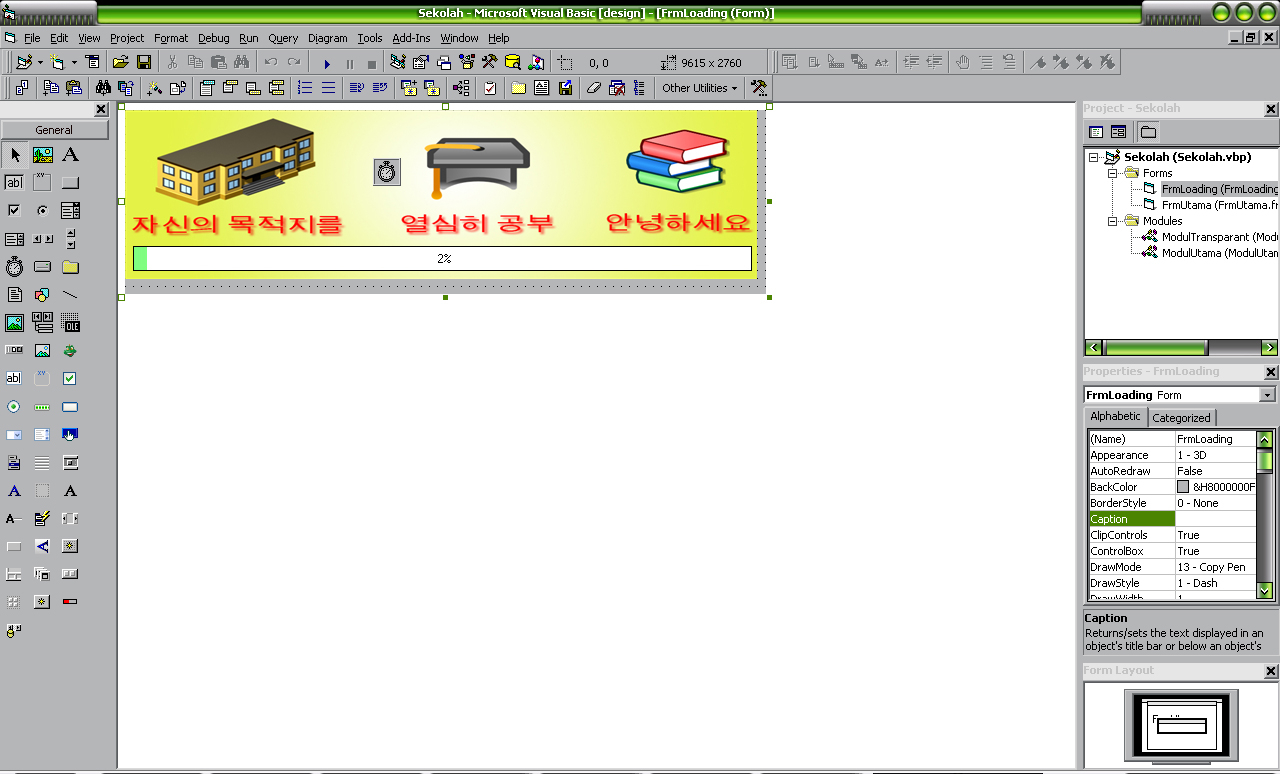 Sekolah - Microsoft Visual Basic [design] - [FrmLoading (Form)]
File Edit View Project Format Debug Run Query Diagram Tools Add-Ins Window Help
0, 0 9615 x 2760
Other Utilities
General
자신의 목적지를 열심히 공부 안녕하세요
2%
Project - Sekolah
Sekolah (Sekolah.vbp)
Forms
FrmLoading (FrmLoading
FrmUtama (FrmUtama.fr
Modules
ModulTransparant (Modu
ModulUtama (ModulUtam
Properties - FrmLoading
FrmLoading Form
Alphabetic Categorized
(Name) FrmLoading
Appearance 1 - 3D
AutoRedraw False
BackColor &H8000000F
BorderStyle 0 - None
Caption
ClipControls True
ControlBox True
DrawMode 13 - Copy Pen
DrawStyle 1 - Dash
DrawWidth 1
Caption
Returns/sets the text displayed in an
object's title bar or below an object's
Form Layout